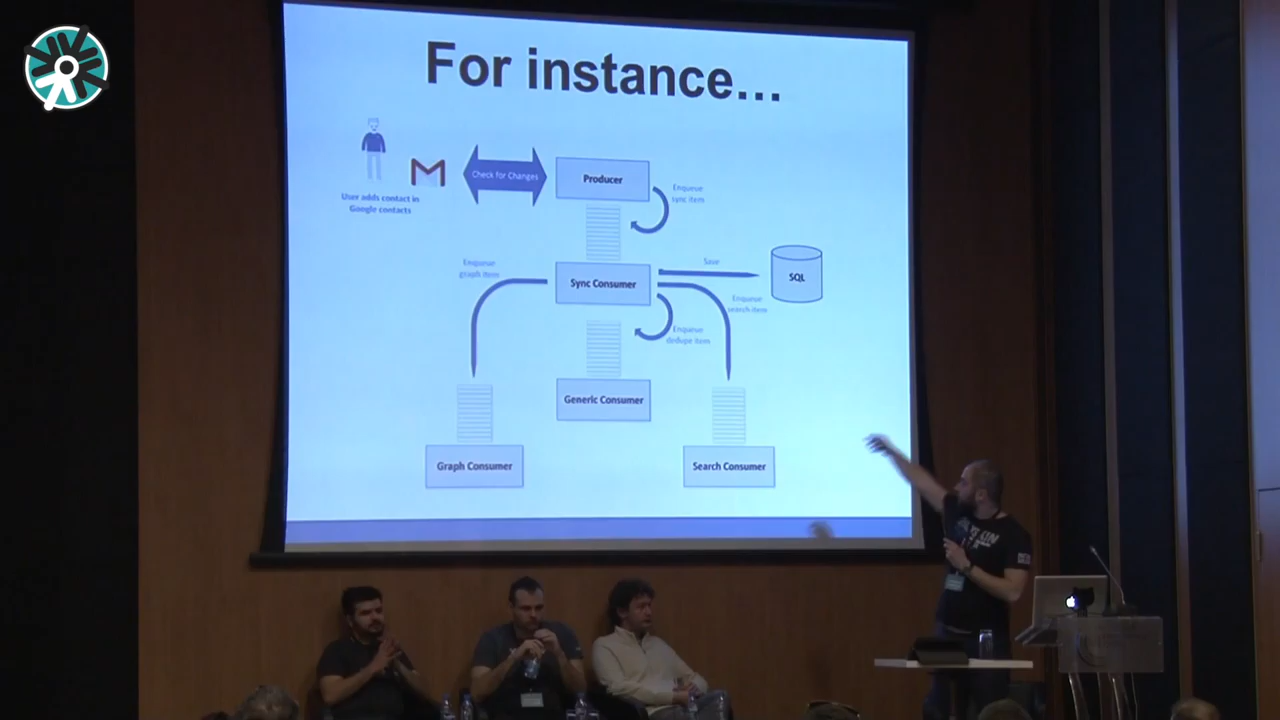 For instance...
User adds contact in
Google contacts
Check for Changes
Producer
Enqueue
sync item
Enqueue
graph item
Sync Consumer
Save
SQL
Enqueue
search item
Enqueue
dedupe item
Generic Consumer
Graph Consumer
Search Consumer